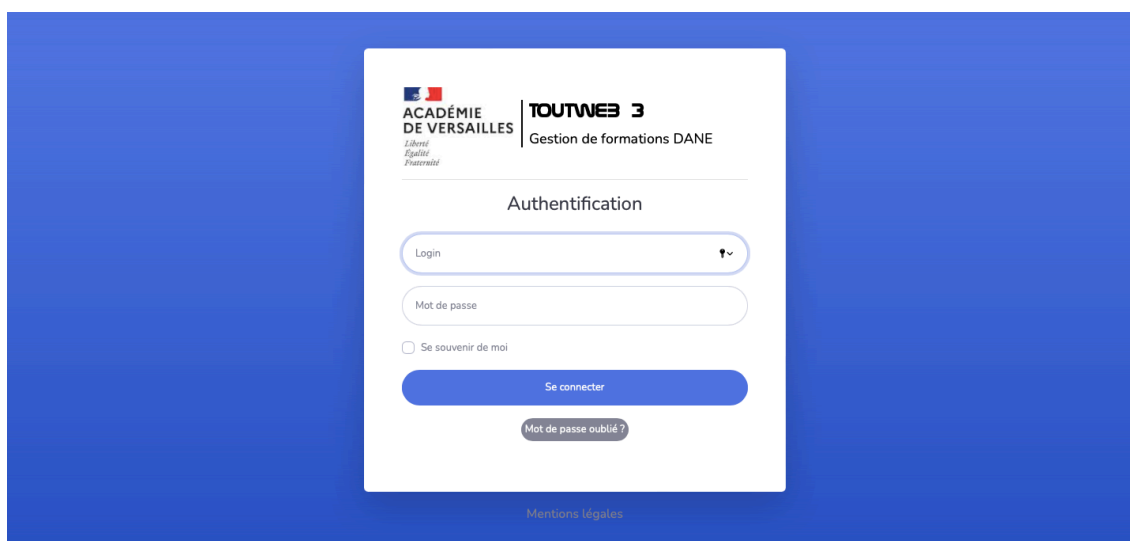 ACADÉMIE
DE VERSAILLES
Liberté
Égalité
Fraternité
TOUTWEB 3
Gestion de formations DANE
Authentification
Login
Mot de passe
Se souvenir de moi
Se connecter
Mot de passe oublié ?
Mentions légales